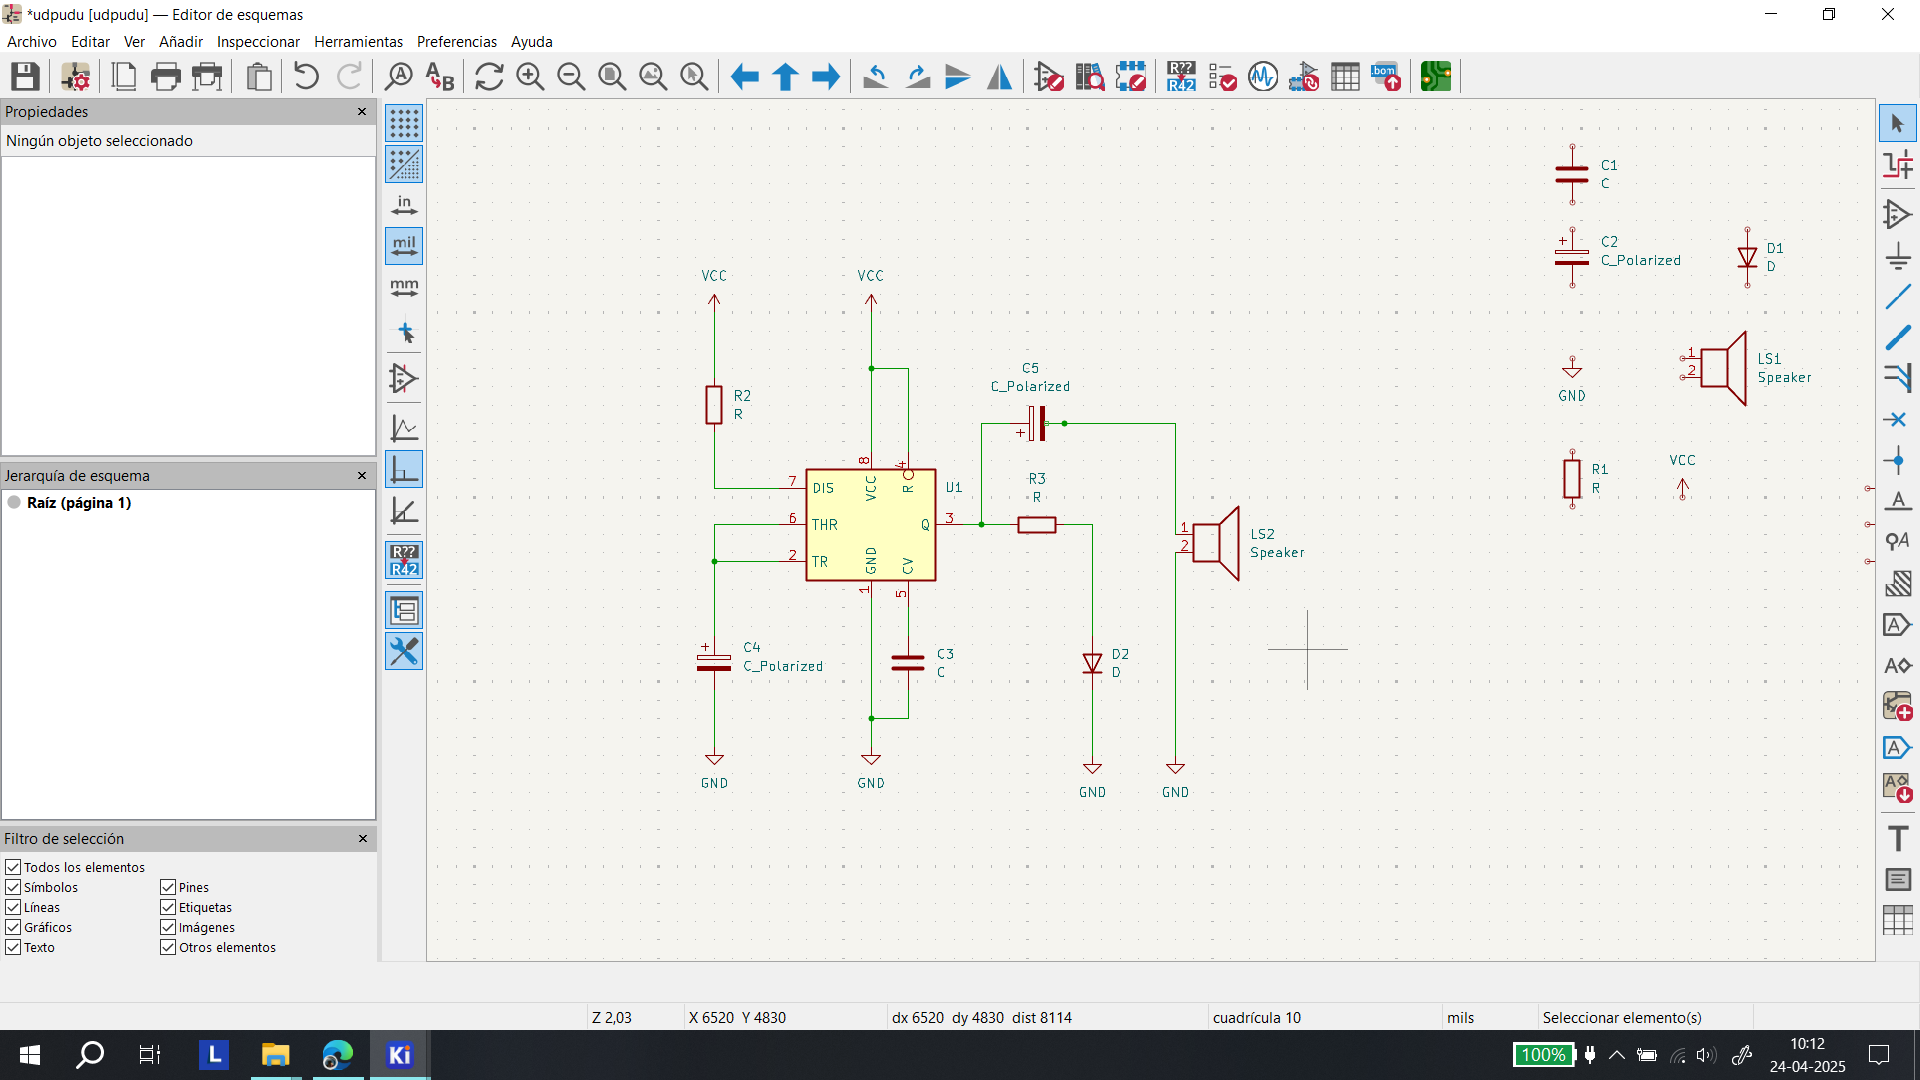 *udpudu [udpudu] — Editor de esquemas
Archivo Editar Ver Añadir Inspeccionar Herramientas Preferencias Ayuda
A
A B
R??
R42
.bom
Propiedades
Ningún objeto seleccionado
Jerarquía de esquema
Raíz (página 1)
Filtro de selección
Todos los elementos
Símbolos
Pines
Líneas
Etiquetas
Gráficos
Imágenes
Texto
Otros elementos
in
mil
mm
R??
R42
VCC
VCC
R2
R
C5
C_Polarized
+
R3
R
8
4
7
DIS
VCC
R
U1
6
THR
Q
3
2
TR
GND
CV
1
5
1
2
LS2
Speaker
+
C4
C_Polarized
C3
C
D2
D
GND
GND
GND
GND
C1
C
+
C2
C_Polarized
D1
D
1
2
LS1
Speaker
GND
R1
R
VCC
A
A
A
A
A
A
T
Z 2,03
X 6520 Y 4830
dx 6520 dy 4830 dist 8114
cuadrícula 10
mils
Seleccionar elemento(s)
L
Ki
100%
10:12
24-04-2025